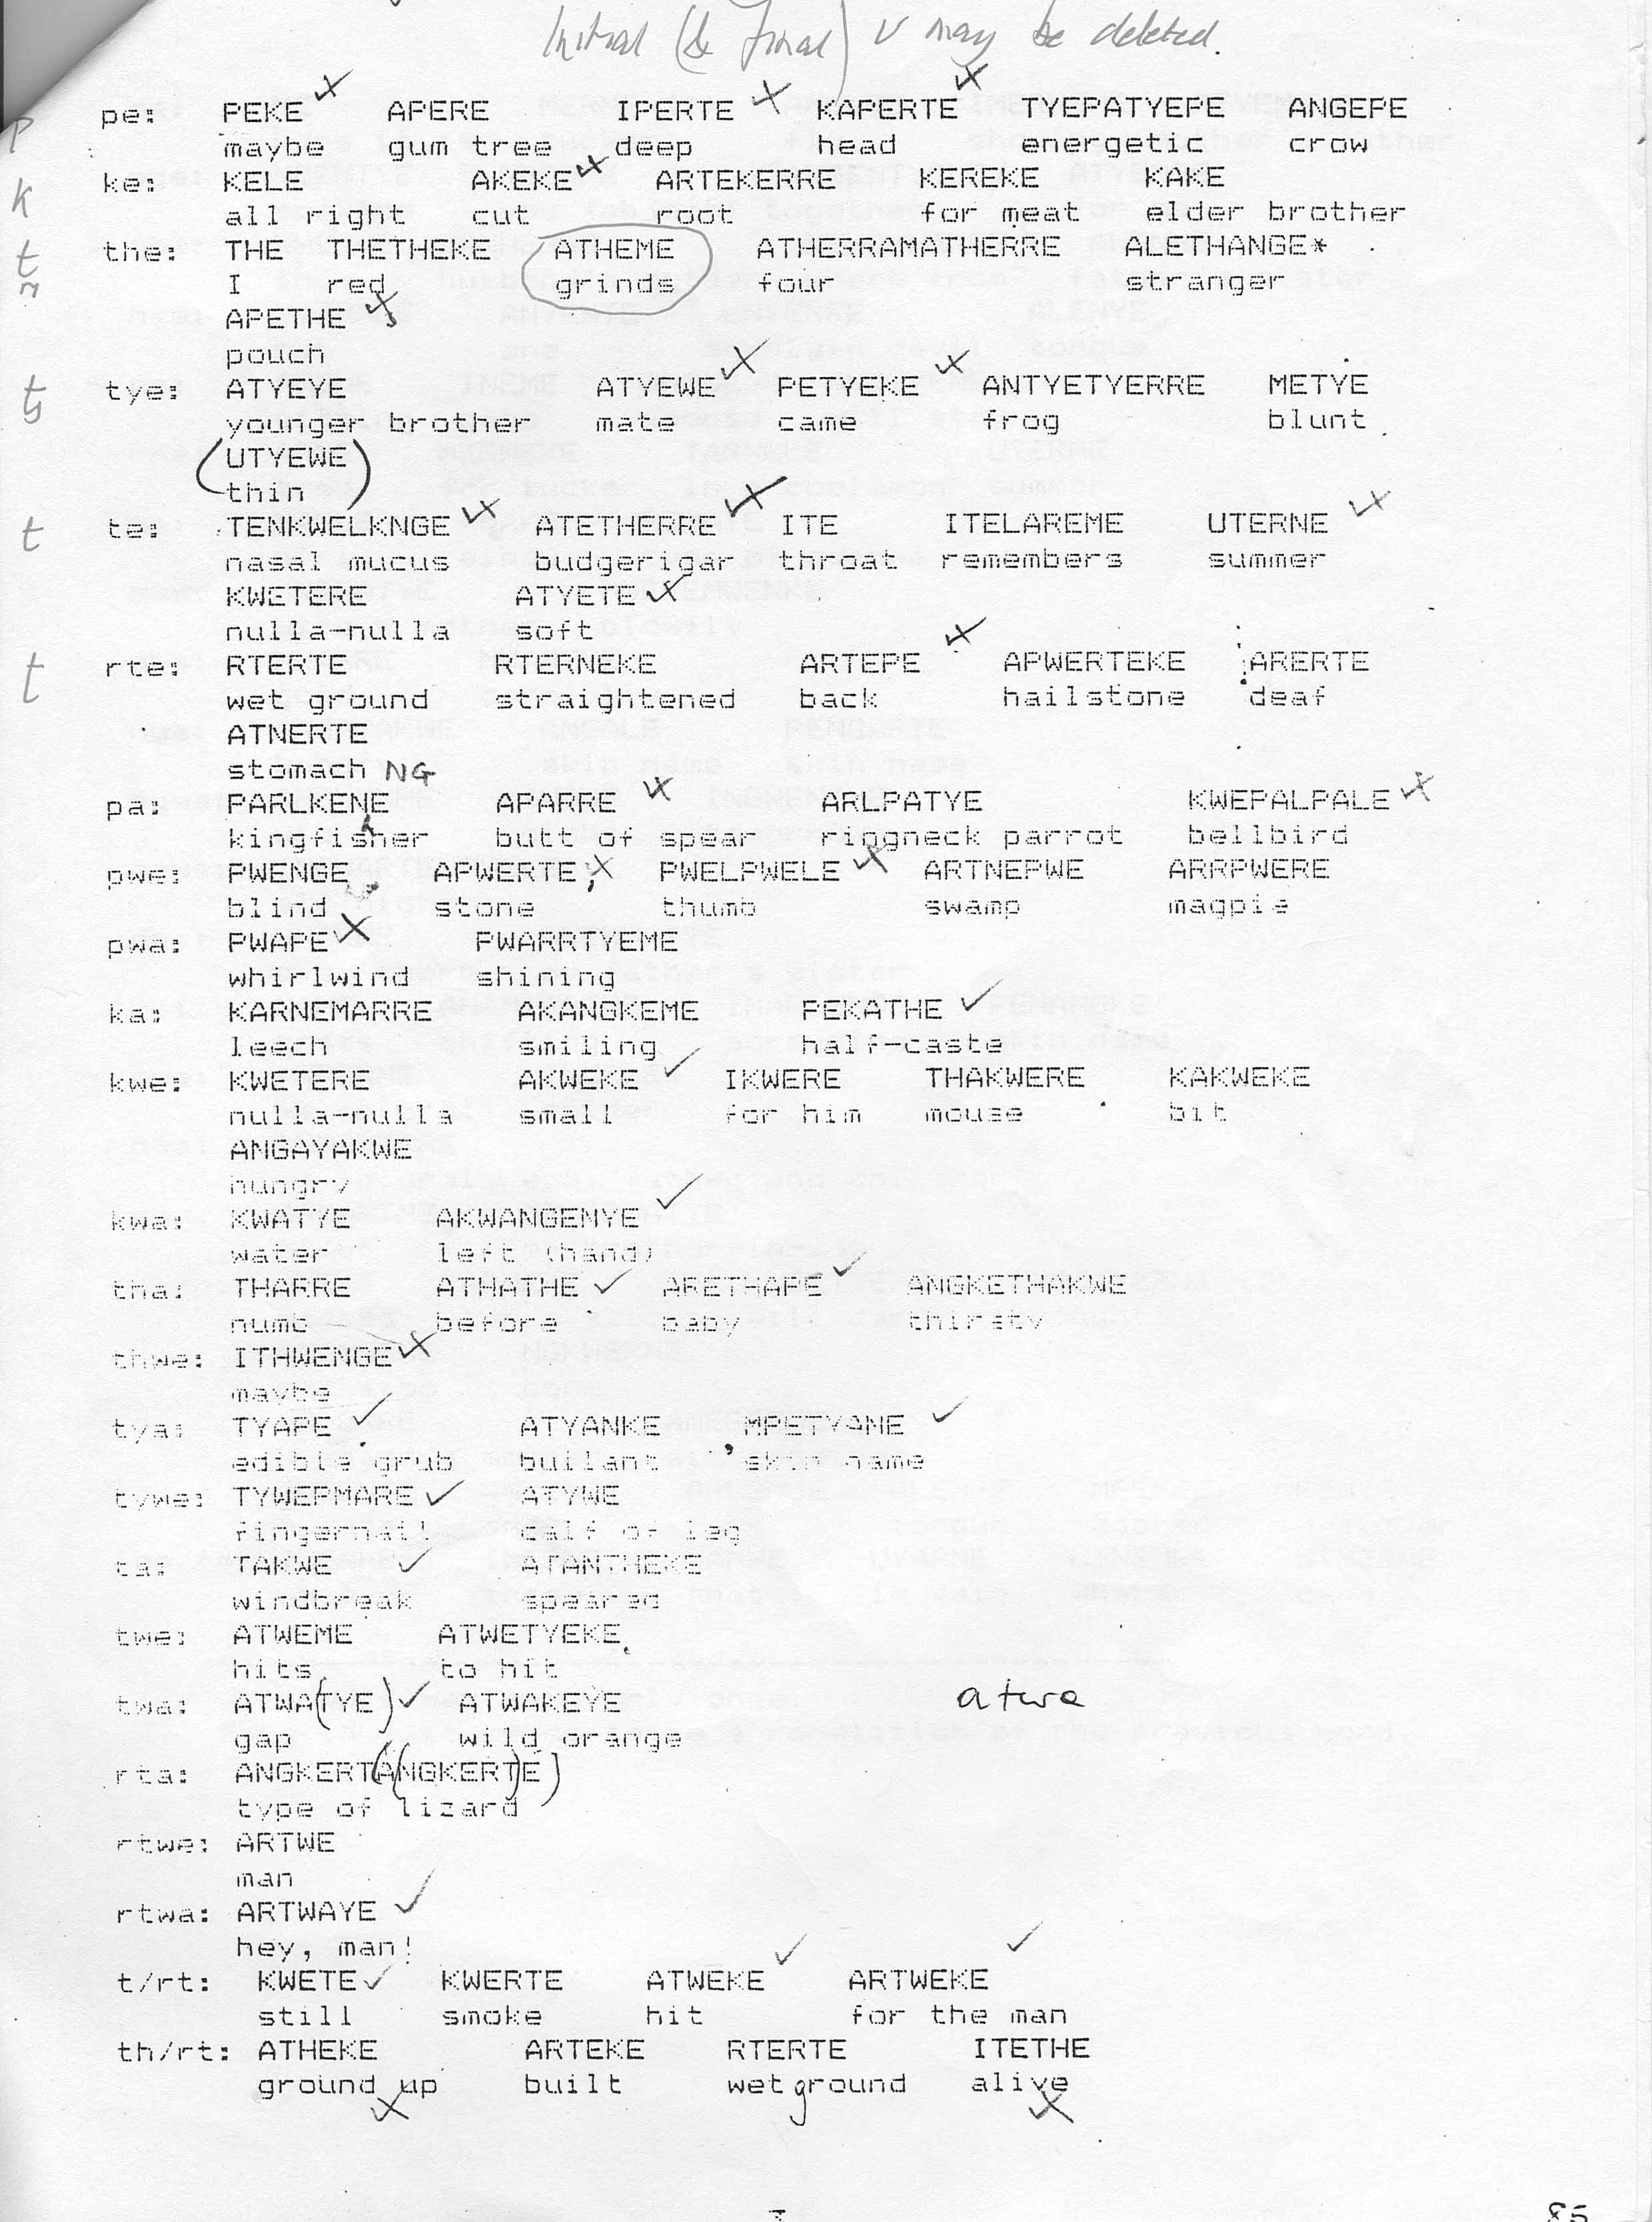 Initial (& final) v may be deleted.
pe: PEKE APERE IPERTE KAPERTE TYEPATYEPE ANGEPE
p
maybe gum tree deep head energetic crow
ke: KELE AKEKE ARTEKERRE KEREKE KAKE
k
all right cut root for meat elder brother
the: THE THETHEKE ATHEME ATHERRAMATHERRE ALETHANGE*
t
I red grinds four stranger
APETHE
pouch
tye: ATYEYE ATYEWE PETYEKE ANTYETYERRE METYE
younger brother mate came frog blunt
(UTYEWE)
thin
te: TENKWELKNGE ATETHERRE ITE ITELAREME UTERNE
t
nasal mucus budgerigar throat remembers summer
KWETERE ATYETE
nulla-nulla soft
rte: RTERTE RTERNEKE ARTEPE APWERTEKE ARERTE
t
wet ground straightened back hailstone deaf
ATNERTE
stomach NG
pa: PARLKENE APARRE ARLPATYE KWEPALPALE
kingfisher butt of spear ringneck parrot bellbird
pwe: PWENGE APWERTE PWELPWELE ARTNEPWE ARRPWERE
blind stone thumb swamp magpie
pwa: PWAPE PWARRTYEME
whirlwind shining
ka: KARNEMARRE AKANGKEME PEKATHE
leech smiling half-caste
kwe: KWETERE AKWEKE IKWERE THAKWERE KAKWEKE
nulla-nulla small for him mouse bit
ANGAYAKWE
hungry
kwa: KWATYE AKWANGENYE
water left (hand)
tha: THARRE ATHATHE ARETHAPE ANGKETHAKWE
numb before baby thirsty
thwe: ITHWENGE
maybe
tya: TYAPE ATYANKE MPETYANE
edible grub bullant skin name
tywe: TYWEPMARE ATYWE
fingernail calf of leg
ta: TAKWE ATANTHEKE
windbreak speared
twe: ATWEME ATWETYEKE
hits to hit
twa: ATWA(TYE) ATWAKEYE atwe
gap wild orange
rta: ANGKERT(A(NGKERT)E)
type of lizard
rtwe: ARTWE
man
rtwa: ARTWAYE
hey, man!
t/rt: KWETE KWERTE ATWEKE ARTWEKE
still smoke hit for the man
th/rt: ATHEKE ARTEKE RTERTE ITETHE
ground up built wet ground alive
85